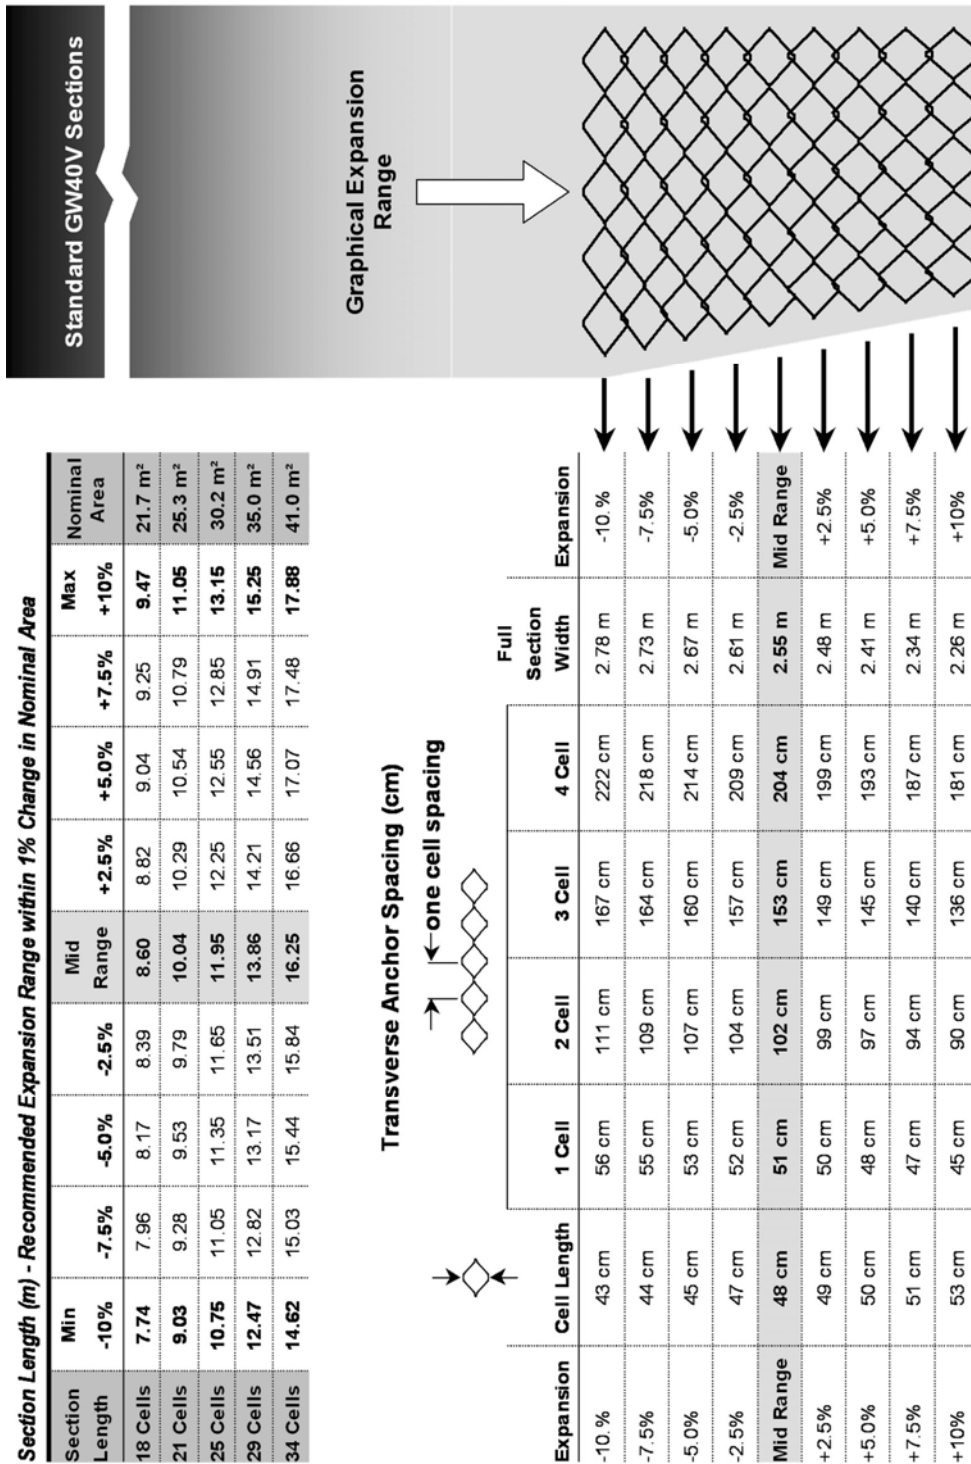 Standard GW40V Sections
Section Length (m) - Recommended Expansion Range within 1% Change in Nominal Area
Section Length Min -10% -7.5% -5.0% -2.5% Mid Range +2.5% +5.0% +7.5% Max +10% Nominal Area
18 Cells 7.74 7.96 8.17 8.39 8.60 8.82 9.04 9.25 9.47 21.7 m²
21 Cells 9.03 9.28 9.53 9.79 10.04 10.29 10.54 10.79 11.05 25.3 m²
25 Cells 10.75 11.05 11.35 11.65 11.95 12.25 12.55 12.85 13.15 30.2 m²
29 Cells 12.47 12.82 13.17 13.51 13.86 14.21 14.56 14.91 15.25 35.0 m²
34 Cells 14.62 15.03 15.44 15.84 16.25 16.66 17.07 17.48 17.88 41.0 m²
Graphical Expansion
Range
Transverse Anchor Spacing (cm)
one cell spacing
Expansion Cell Length 1 Cell 2 Cell 3 Cell 4 Cell Full Section Width Expansion
-10.% 43 cm 56 cm 111 cm 167 cm 222 cm 2.78 m -10.%
-7.5% 44 cm 55 cm 109 cm 164 cm 218 cm 2.73 m -7.5%
-5.0% 45 cm 53 cm 107 cm 160 cm 214 cm 2.67 m -5.0%
-2.5% 47 cm 52 cm 104 cm 157 cm 209 cm 2.61 m -2.5%
Mid Range 48 cm 51 cm 102 cm 153 cm 204 cm 2.55 m Mid Range
+2.5% 49 cm 50 cm 99 cm 149 cm 199 cm 2.48 m +2.5%
+5.0% 50 cm 48 cm 97 cm 145 cm 193 cm 2.41 m +5.0%
+7.5% 51 cm 47 cm 94 cm 140 cm 187 cm 2.34 m +7.5%
+10% 53 cm 45 cm 90 cm 136 cm 181 cm 2.26 m +10%